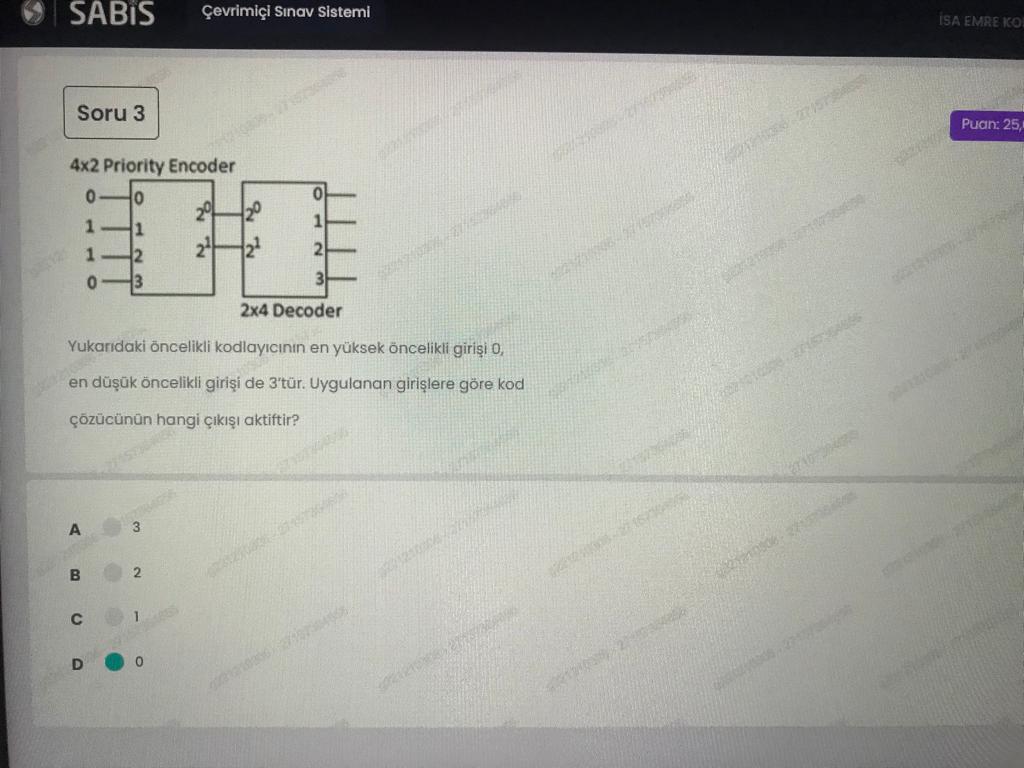 SABİS
Çevrimiçi Sınav Sistemi
İSA EMRE
Soru 3
Puan: 25,
4x2 Priority Encoder
0 0 2⁰ 2⁰ 0
1 1 1
1 2 2¹ 2¹ 2
0 3 3
2x4 Decoder
Yukarıdaki öncelikli kodlayıcının en yüksek öncelikli girişi 0,
en düşük öncelikli girişi de 3'tür. Uygulanan girişlere göre kod
çözücünün hangi çıkışı aktiftir?
A 3
B 2
C 1
D 0